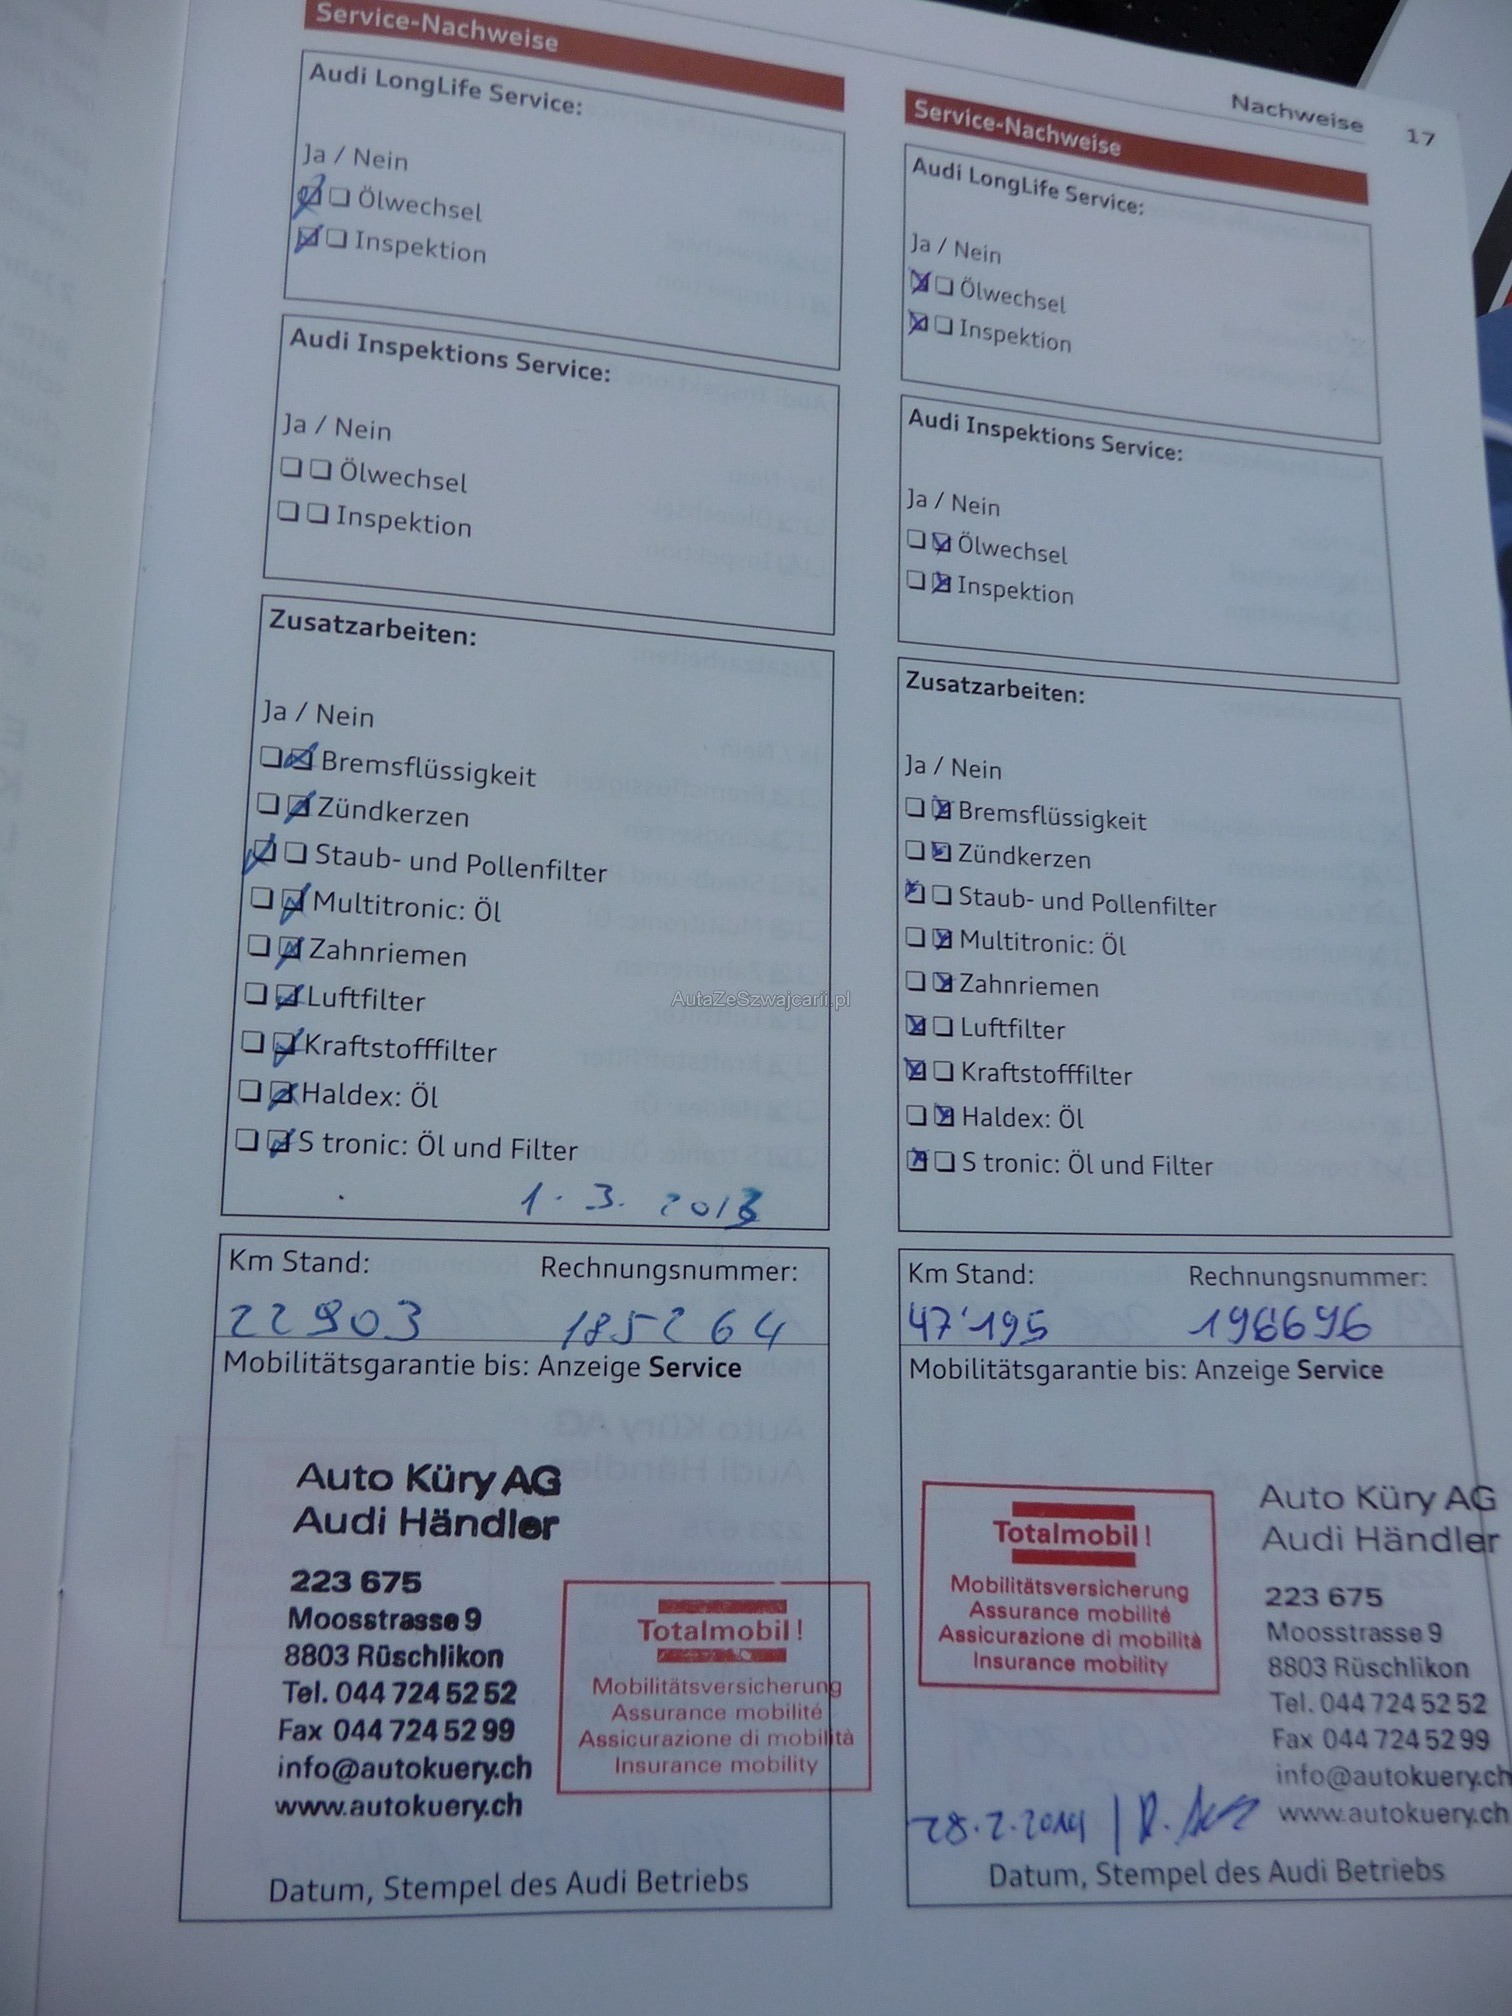 Nachweise 17
Service-Nachweise
Audi LongLife Service:
Ja / Nein
Ölwechsel
Inspektion
Audi Inspektions Service:
Ja / Nein
Ölwechsel
Inspektion
Zusatzarbeiten:
Ja / Nein
Bremsflüssigkeit
Zündkerzen
Staub- und Pollenfilter
Multitronic: Öl
Zahnriemen
Luftfilter
Kraftstofffilter
Haldex: Öl
S tronic: Öl und Filter
1. 3. 2013
Km Stand: Rechnungsnummer:
22903 185264
Mobilitätsgarantie bis: Anzeige Service
Auto Küry AG
Audi Händler
223 675
Moosstrasse 9
8803 Rüschlikon
Tel. 044 724 52 52
Fax 044 724 52 99
info@autokuery.ch
www.autokuery.ch
Totalmobil!
Mobilitätsversicherung
Assurance mobilité
Assicurazione di mobilità
Insurance mobility
Datum, Stempel des Audi Betriebs
Service-Nachweise
Audi LongLife Service:
Ja / Nein
Ölwechsel
Inspektion
Audi Inspektions Service:
Ja / Nein
Ölwechsel
Inspektion
Zusatzarbeiten:
Ja / Nein
Bremsflüssigkeit
Zündkerzen
Staub- und Pollenfilter
Multitronic: Öl
Zahnriemen
Luftfilter
Kraftstofffilter
Haldex: Öl
S tronic: Öl und Filter
Km Stand: Rechnungsnummer:
47'195 196696
Mobilitätsgarantie bis: Anzeige Service
Totalmobil!
Mobilitätsversicherung
Assurance mobilité
Assicurazione di mobilità
Insurance mobility
Auto Küry AG
Audi Händler
223 675
Moosstrasse 9
8803 Rüschlikon
Tel. 044 724 52 52
Fax 044 724 52 99
info@autokuery.ch
www.autokuery.ch
28.2.2014
Datum, Stempel des Audi Betriebs
AutaZeSzwajcarii.pl